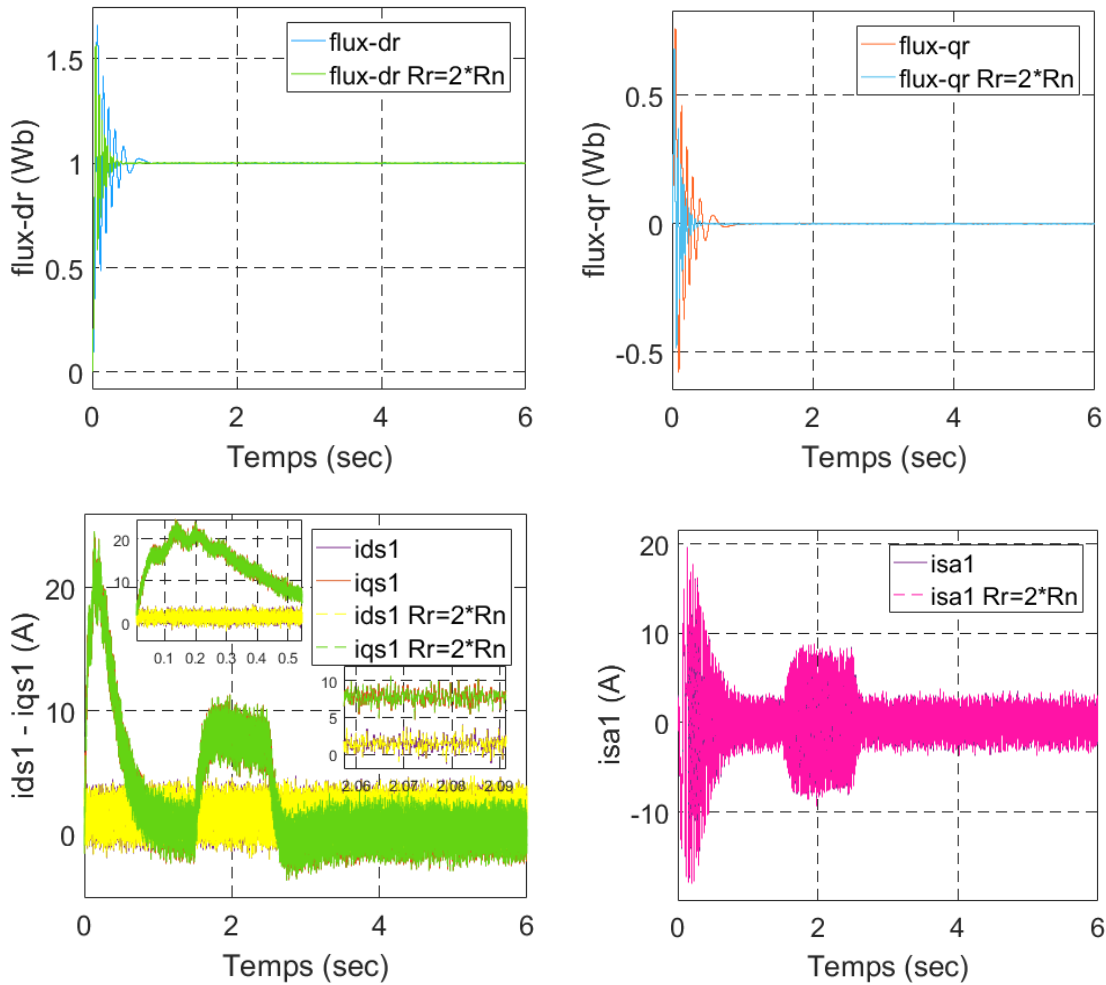 flux-dr (Wb)
1.5
1
0.5
0
flux-dr
flux-dr Rr=2*Rn
0 2 4 6
Temps (sec)
flux-qr (Wb)
0.5
0
-0.5
flux-qr
flux-qr Rr=2*Rn
0 2 4 6
Temps (sec)
ids1 - iqs1 (A)
20
10
0
20
10
0
0.1 0.2 0.3 0.4 0.5
ids1
iqs1
ids1 Rr=2*Rn
iqs1 Rr=2*Rn
10
5
0
2.06 2.07 2.08 2.09
0 2 4 6
Temps (sec)
isa1 (A)
20
10
0
-10
isa1
isa1 Rr=2*Rn
0 2 4 6
Temps (sec)